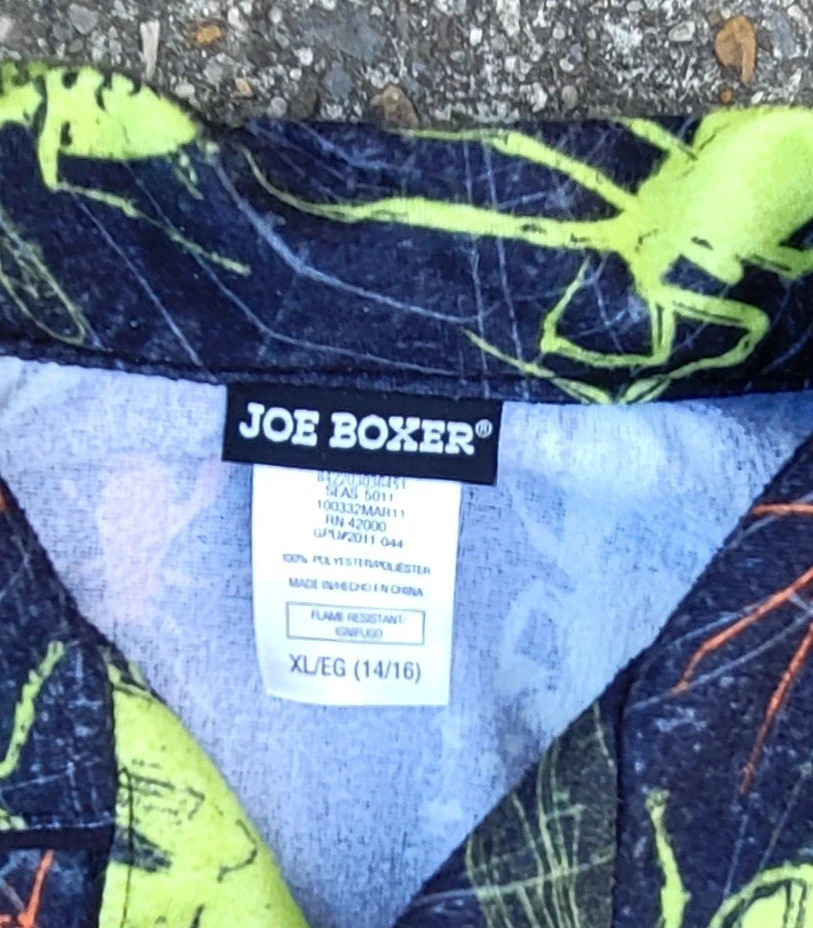 JOE BOXER®
SEAS 5011
100332MAR11
RN 42000
GPU#2011 044
100% POLYESTER/POLIÉSTER
MADE IN/HECHO EN CHINA
FLAME RESISTANT/
IGNIFUGO
XL/EG (14/16)